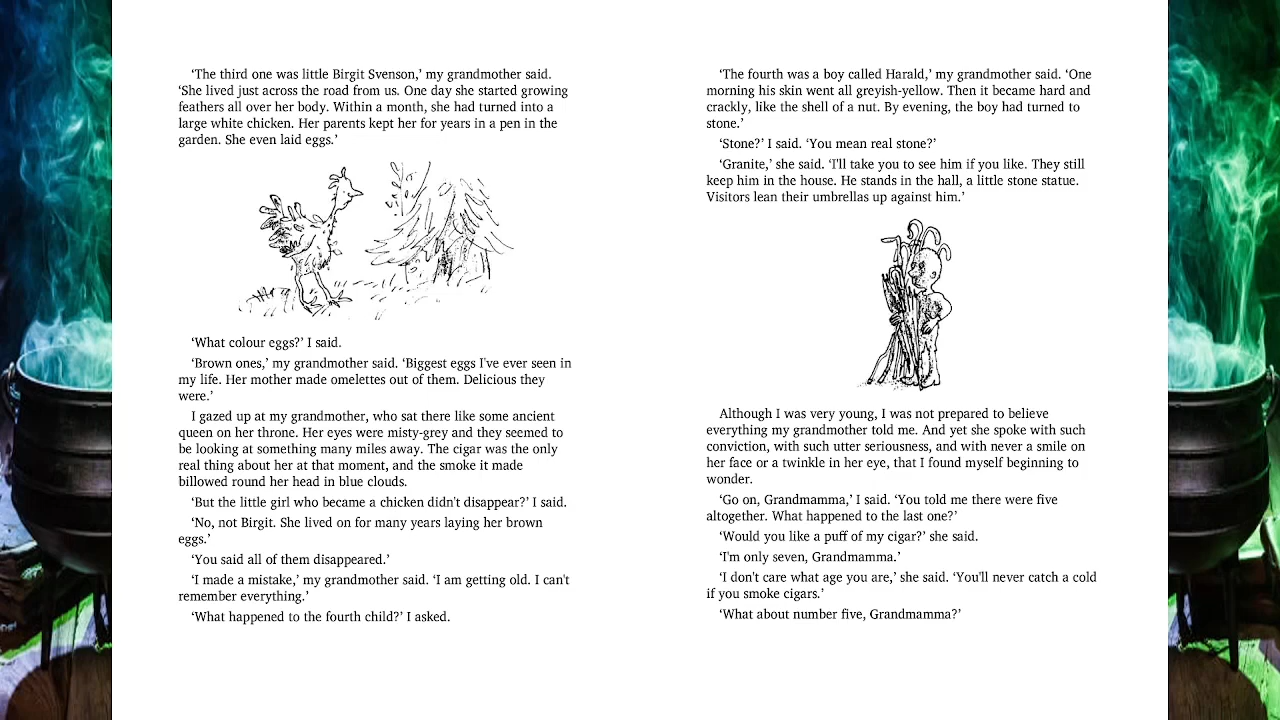 ‘The third one was little Birgit Svenson,’ my grandmother said.
‘She lived just across the road from us. One day she started growing
feathers all over her body. Within a month, she had turned into a
large white chicken. Her parents kept her for years in a pen in the
garden. She even laid eggs.’
‘What colour eggs?’ I said.
‘Brown ones,’ my grandmother said. ‘Biggest eggs I've ever seen in
my life. Her mother made omelettes out of them. Delicious they
were.’
I gazed up at my grandmother, who sat there like some ancient
queen on her throne. Her eyes were misty-grey and they seemed to
be looking at something many miles away. The cigar was the only
real thing about her at that moment, and the smoke it made
billowed round her head in blue clouds.
‘But the little girl who became a chicken didn't disappear?’ I said.
‘No, not Birgit. She lived on for many years laying her brown
eggs.’
‘You said all of them disappeared.’
‘I made a mistake,’ my grandmother said. ‘I am getting old. I can't
remember everything.’
‘What happened to the fourth child?’ I asked.
‘The fourth was a boy called Harald,’ my grandmother said. ‘One
morning his skin went all greyish-yellow. Then it became hard and
crackly, like the shell of a nut. By evening, the boy had turned to
stone.’
‘Stone?’ I said. ‘You mean real stone?’
‘Granite,’ she said. ‘I'll take you to see him if you like. They still
keep him in the house. He stands in the hall, a little stone statue.
Visitors lean their umbrellas up against him.’
Although I was very young, I was not prepared to believe
everything my grandmother told me. And yet she spoke with such
conviction, with such utter seriousness, and with never a smile on
her face or a twinkle in her eye, that I found myself beginning to
wonder.
‘Go on, Grandmamma,’ I said. ‘You told me there were five
altogether. What happened to the last one?’
‘Would you like a puff of my cigar?’ she said.
‘I'm only seven, Grandmamma.’
‘I don't care what age you are,’ she said. ‘You'll never catch a cold
if you smoke cigars.’
‘What about number five, Grandmamma?’